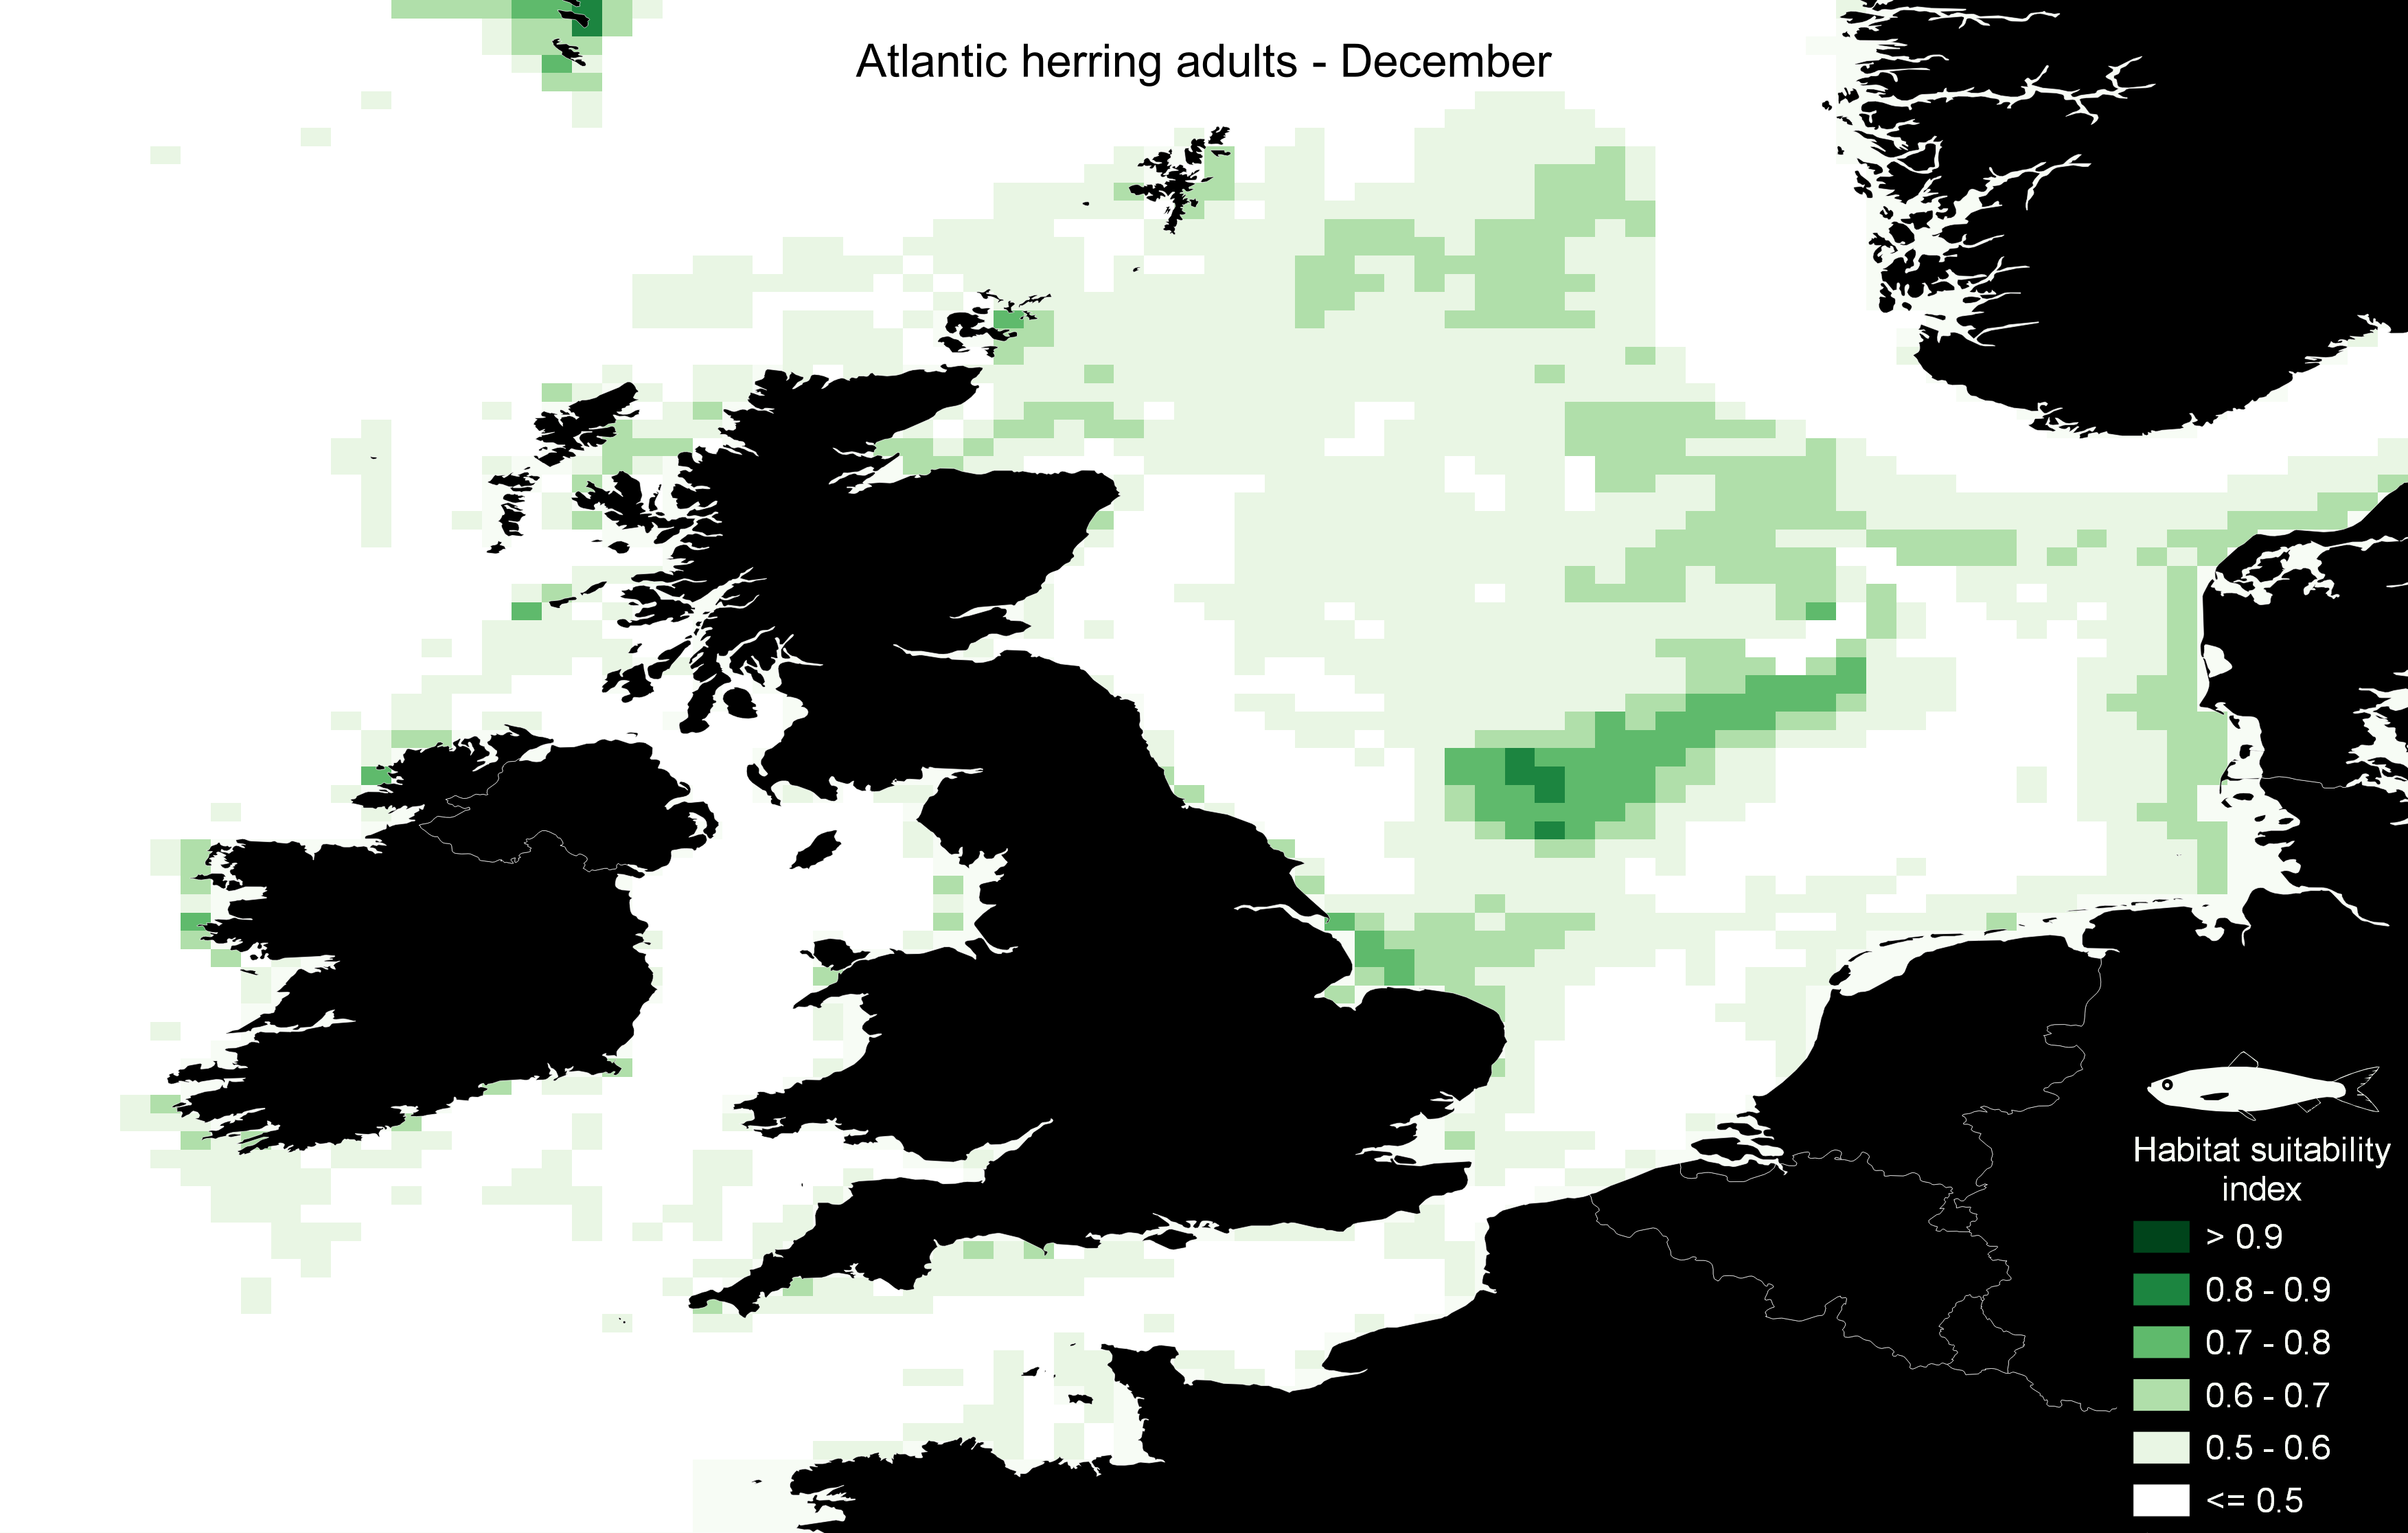 Atlantic herring adults - December
Habitat suitability
index
> 0.9
0.8 - 0.9
0.7 - 0.8
0.6 - 0.7
0.5 - 0.6
<= 0.5